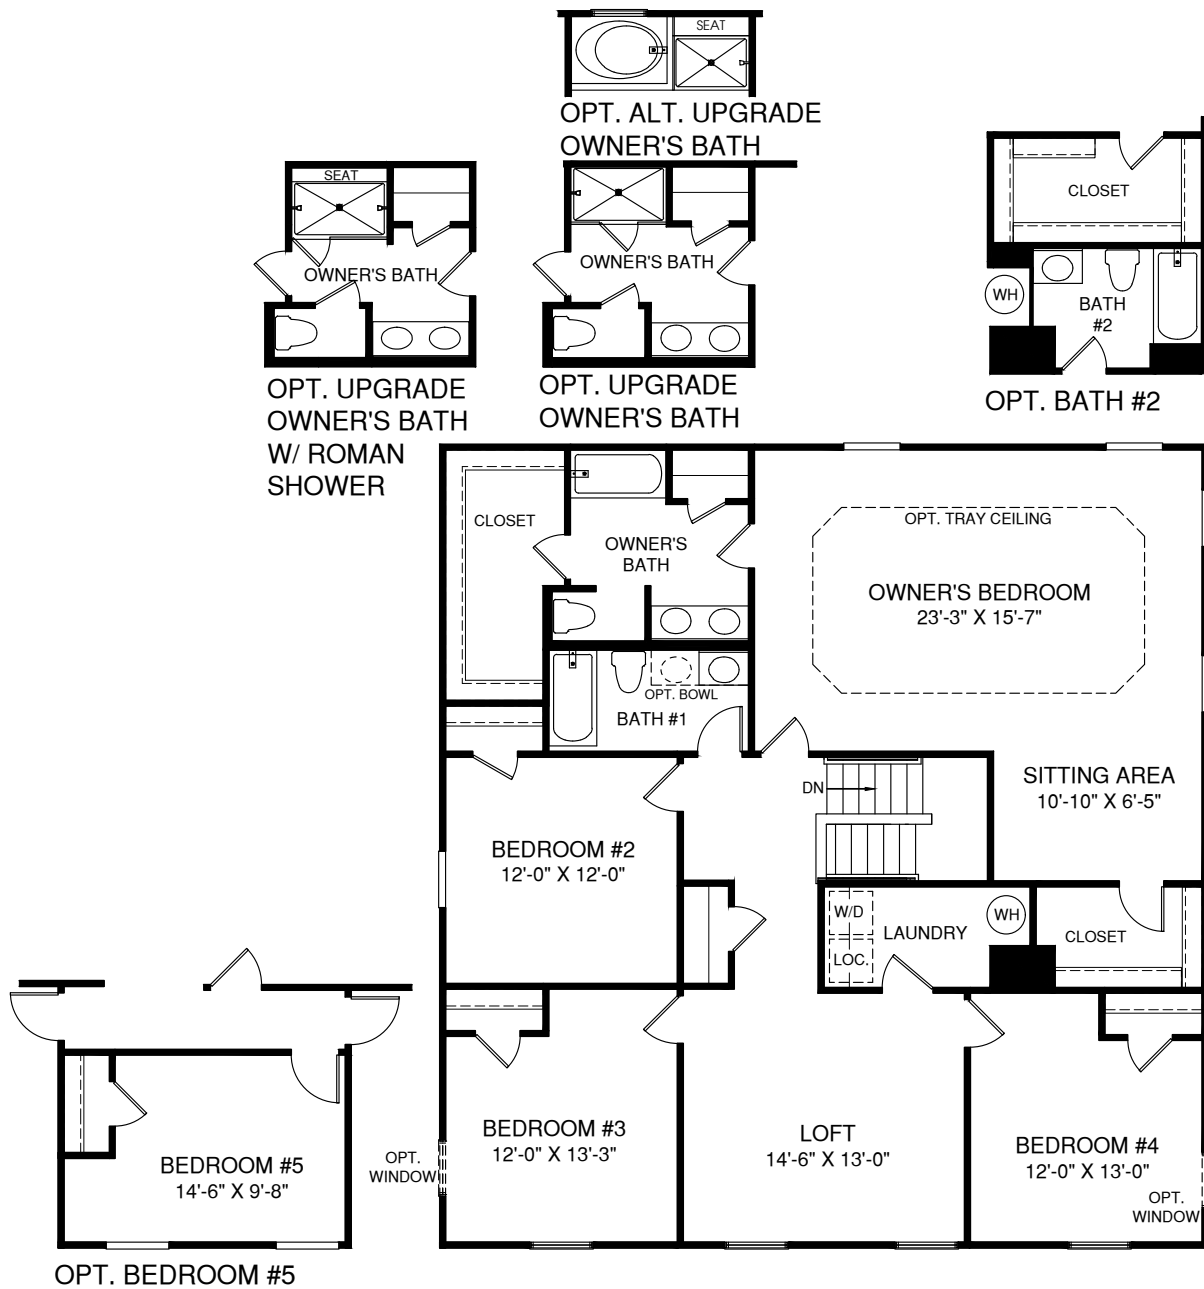 SEAT
OPT. ALT. UPGRADE
OWNER'S BATH
SEAT
OWNER'S BATH
OPT. UPGRADE
OWNER'S BATH
W/ ROMAN
SHOWER
OWNER'S BATH
OPT. UPGRADE
OWNER'S BATH
CLOSET
WH
BATH
#2
OPT. BATH #2
CLOSET
OWNER'S
BATH
OPT. TRAY CEILING
OWNER'S BEDROOM
23'-3" X 15'-7"
OPT. BOWL
BATH #1
SITTING AREA
10'-10" X 6'-5"
DN
BEDROOM #2
12'-0" X 12'-0"
W/D
LOC.
LAUNDRY
WH
CLOSET
BEDROOM #3
12'-0" X 13'-3"
OPT.
WINDOW
LOFT
14'-6" X 13'-0"
BEDROOM #4
12'-0" X 13'-0"
OPT.
WINDOW
BEDROOM #5
14'-6" X 9'-8"
OPT. BEDROOM #5